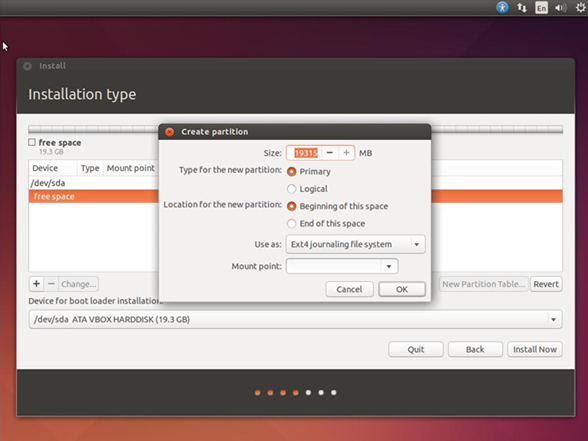 En
Install
Installation type
free space
19.3 GB
Device Type Mount point
/dev/sda
free space
Create partition
Size: 19315 − + MB
Type for the new partition: Primary
Logical
Location for the new partition: Beginning of this space
End of this space
Use as: Ext4 journaling file system
Mount point:
Cancel OK
+ − Change... New Partition Table... Revert
Device for boot loader installation:
/dev/sda ATA VBOX HARDDISK (19.3 GB)
Quit Back Install Now